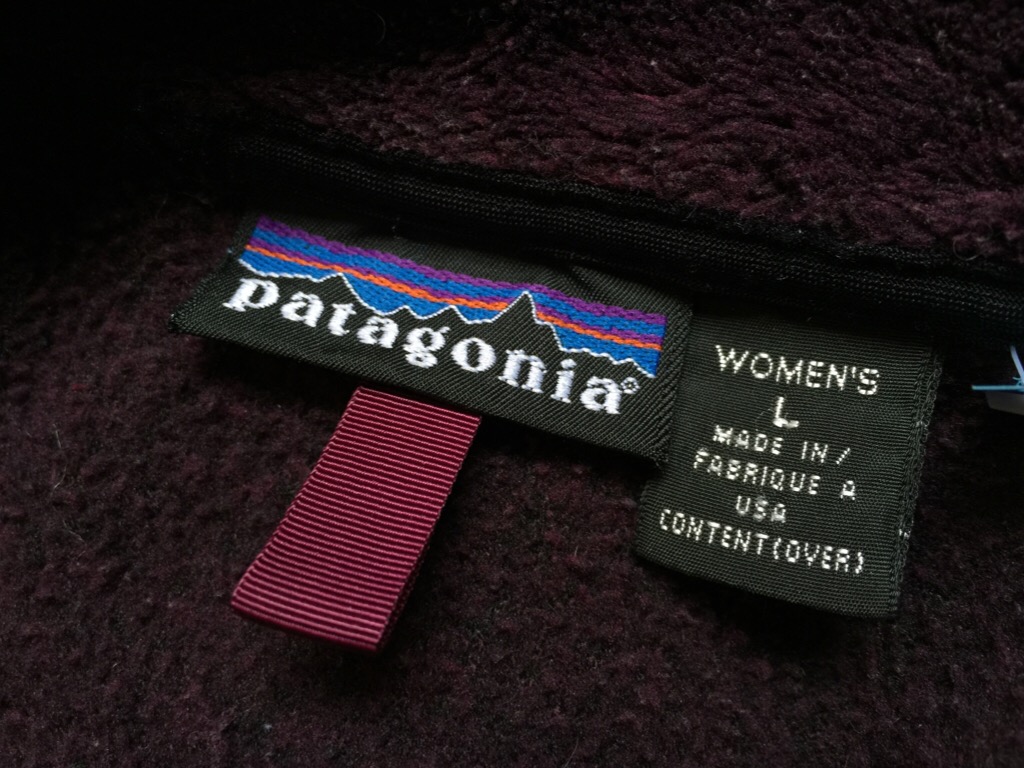 patagonia®
WOMEN'S
L
MADE IN/
FABRIQUE A
USA
CONTENT(OVER)